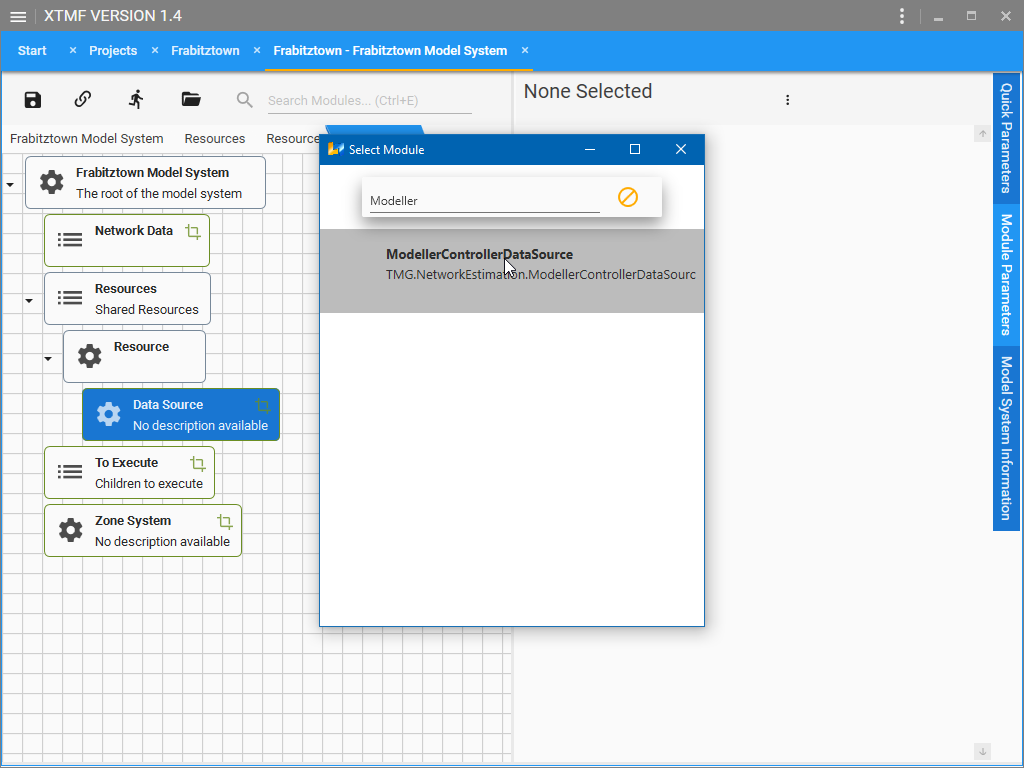 XTMF VERSION 1.4
Start
Projects
Frabitztown
Frabitztown - Frabitztown Model System
Search Modules... (Ctrl+E)
None Selected
Frabitztown Model System
Resources
Resource
Select Module
Modeller
ModellerControllerDataSource
TMG.NetworkEstimation.ModellerControllerDataSourc
Frabitztown Model System
The root of the model system
Network Data
Resources
Shared Resources
Resource
Data Source
No description available
To Execute
Children to execute
Zone System
No description available
Quick Parameters
Module Parameters
Model System Information